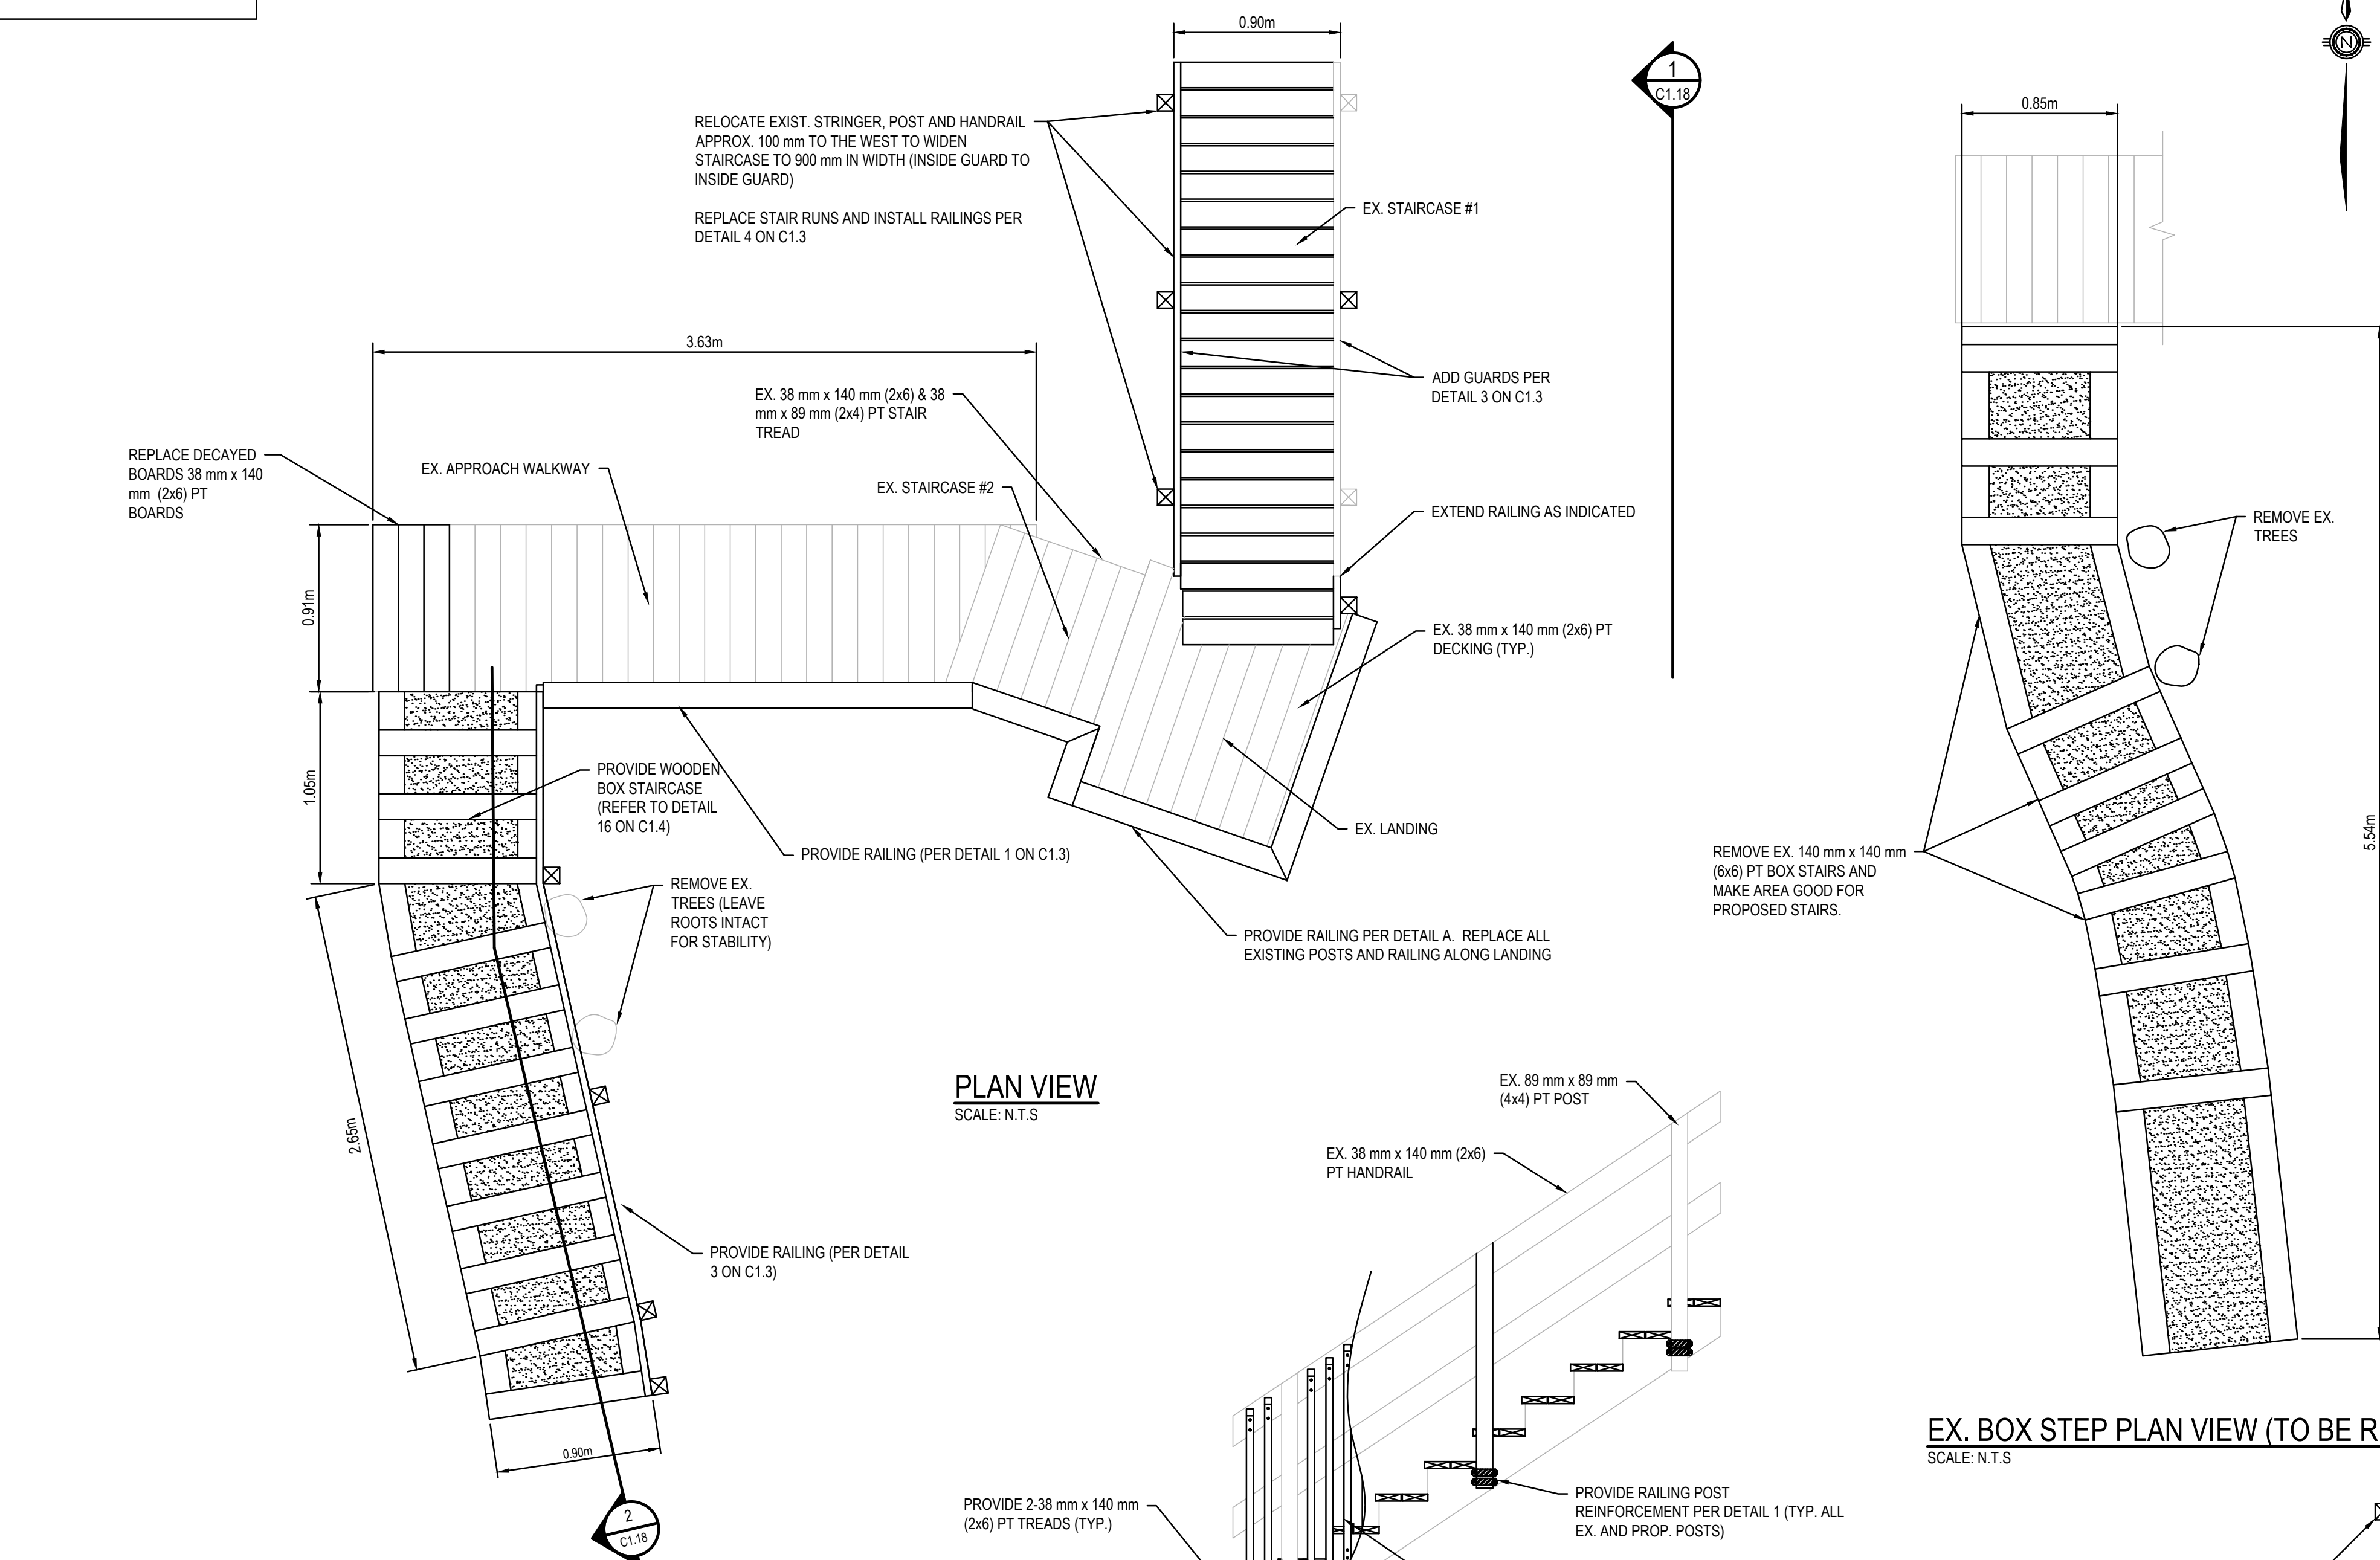 0.90m
1
C1.18
N
0.85m
RELOCATE EXIST. STRINGER, POST AND HANDRAIL
APPROX. 100 mm TO THE WEST TO WIDEN
STAIRCASE TO 900 mm IN WIDTH (INSIDE GUARD TO
INSIDE GUARD)
REPLACE STAIR RUNS AND INSTALL RAILINGS PER
DETAIL 4 ON C1.3
EX. STAIRCASE #1
3.63m
ADD GUARDS PER
DETAIL 3 ON C1.3
EX. 38 mm x 140 mm (2x6) & 38
mm x 89 mm (2x4) PT STAIR
TREAD
REPLACE DECAYED
BOARDS 38 mm x 140
mm (2x6) PT
BOARDS
EX. APPROACH WALKWAY
EX. STAIRCASE #2
EXTEND RAILING AS INDICATED
REMOVE EX.
TREES
0.91m
EX. 38 mm x 140 mm (2x6) PT
DECKING (TYP.)
1.05m
PROVIDE WOODEN
BOX STAIRCASE
(REFER TO DETAIL
16 ON C1.4)
EX. LANDING
PROVIDE RAILING (PER DETAIL 1 ON C1.3)
5.54m
REMOVE EX. 140 mm x 140 mm
(6x6) PT BOX STAIRS AND
MAKE AREA GOOD FOR
PROPOSED STAIRS.
REMOVE EX.
TREES (LEAVE
ROOTS INTACT
FOR STABILITY)
PROVIDE RAILING PER DETAIL A. REPLACE ALL
EXISTING POSTS AND RAILING ALONG LANDING
PLAN VIEW
SCALE: N.T.S
EX. 89 mm x 89 mm
(4x4) PT POST
2.65m
EX. 38 mm x 140 mm (2x6)
PT HANDRAIL
PROVIDE RAILING (PER DETAIL
3 ON C1.3)
0.90m
EX. BOX STEP PLAN VIEW (TO BE R
SCALE: N.T.S
2
C1.18
PROVIDE 2-38 mm x 140 mm
(2x6) PT TREADS (TYP.)
PROVIDE RAILING POST
REINFORCEMENT PER DETAIL 1 (TYP. ALL
EX. AND PROP. POSTS)